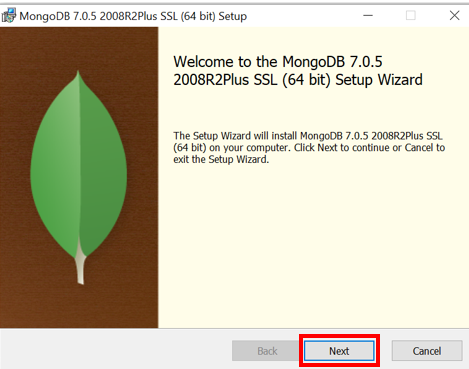 MongoDB 7.0.5 2008R2Plus SSL (64 bit) Setup
Welcome to the MongoDB 7.0.5
2008R2Plus SSL (64 bit) Setup Wizard
The Setup Wizard will install MongoDB 7.0.5 2008R2Plus SSL
(64 bit) on your computer. Click Next to continue or Cancel to
exit the Setup Wizard.
Back
Next
Cancel